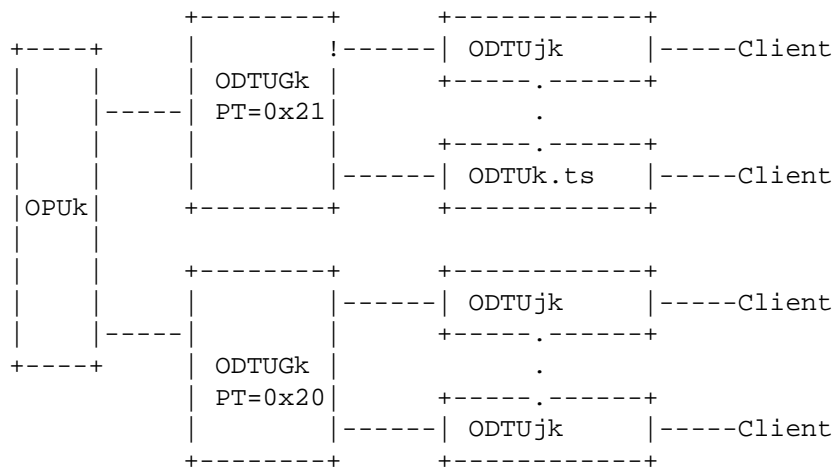 ODTUjk Client
ODTUGk
PT=0x21
ODTUk.ts Client
OPUk
ODTUjk Client
ODTUGk
PT=0x20
ODTUjk Client